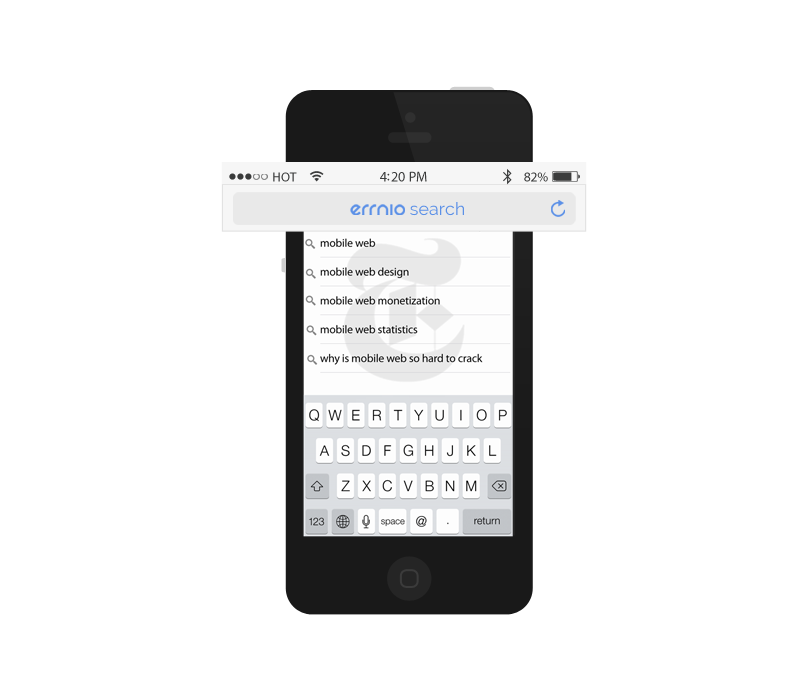 HOT 4:20 PM 82%
errnio search
mobile web
mobile web design
mobile web monetization
mobile web statistics
why is mobile web so hard to crack
Q W E R T Y U I O P
A S D F G H J K L
Z X C V B N M
123 space @ . return